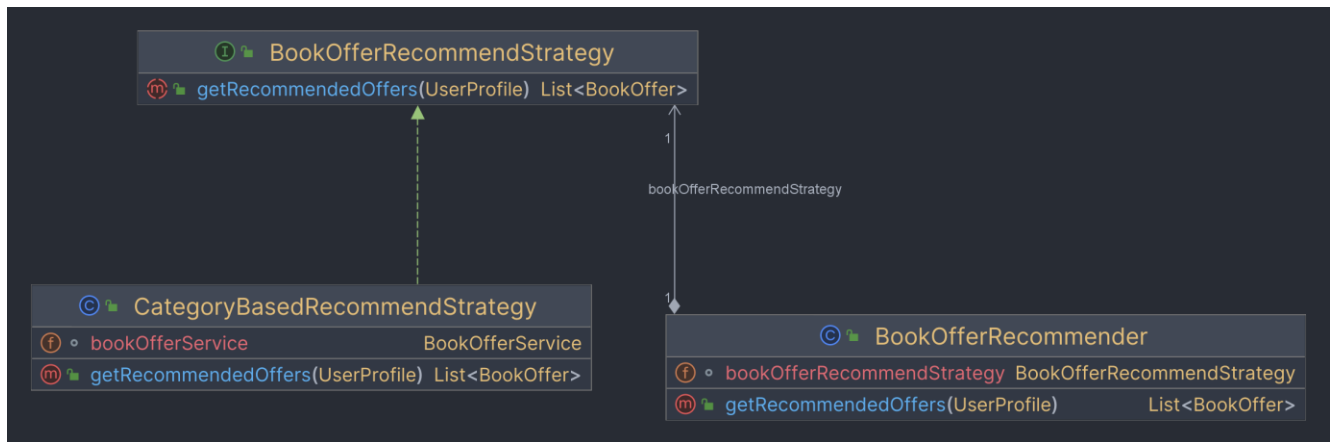 BookOfferRecommendStrategy
getRecommendedOffers(UserProfile) List<BookOffer>
1
bookOfferRecommendStrategy
1
CategoryBasedRecommendStrategy
bookOfferService BookOfferService
getRecommendedOffers(UserProfile) List<BookOffer>
BookOfferRecommender
bookOfferRecommendStrategy BookOfferRecommendStrategy
getRecommendedOffers(UserProfile) List<BookOffer>